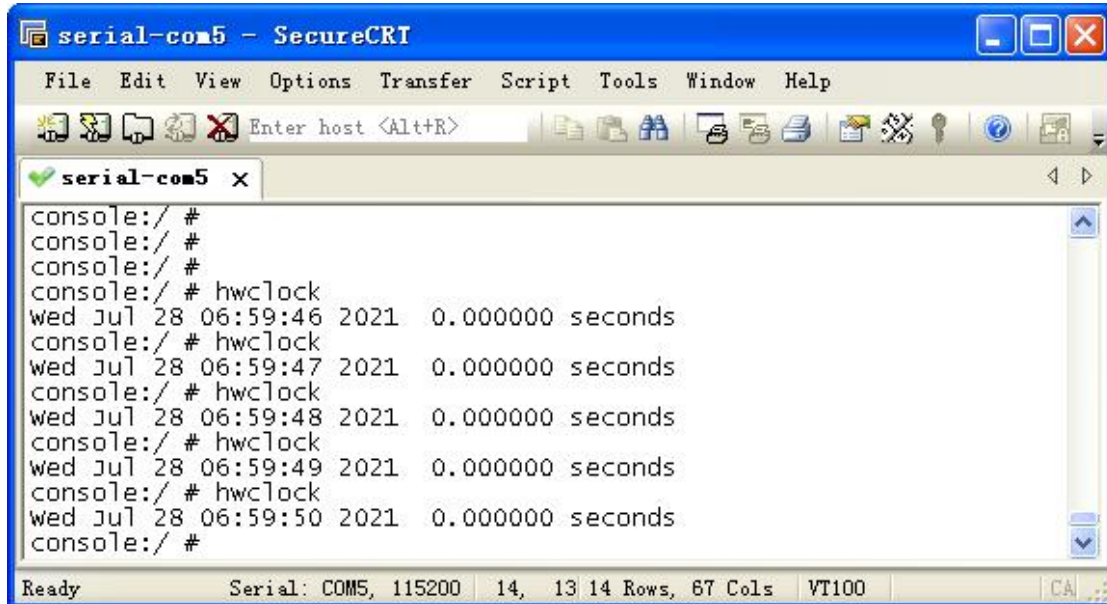 serial-com5 - SecureCRT
File Edit View Options Transfer Script Tools Window Help
Enter host <Alt+R>
serial-com5 x
console:/ #
console:/ #
console:/ #
console:/ # hwclock
Wed Jul 28 06:59:46 2021  0.000000 seconds
console:/ # hwclock
Wed Jul 28 06:59:47 2021  0.000000 seconds
console:/ # hwclock
Wed Jul 28 06:59:48 2021  0.000000 seconds
console:/ # hwclock
Wed Jul 28 06:59:49 2021  0.000000 seconds
console:/ # hwclock
Wed Jul 28 06:59:50 2021  0.000000 seconds
console:/ #
Ready Serial: COM5, 115200 14, 13 14 Rows, 67 Cols VT100 CA